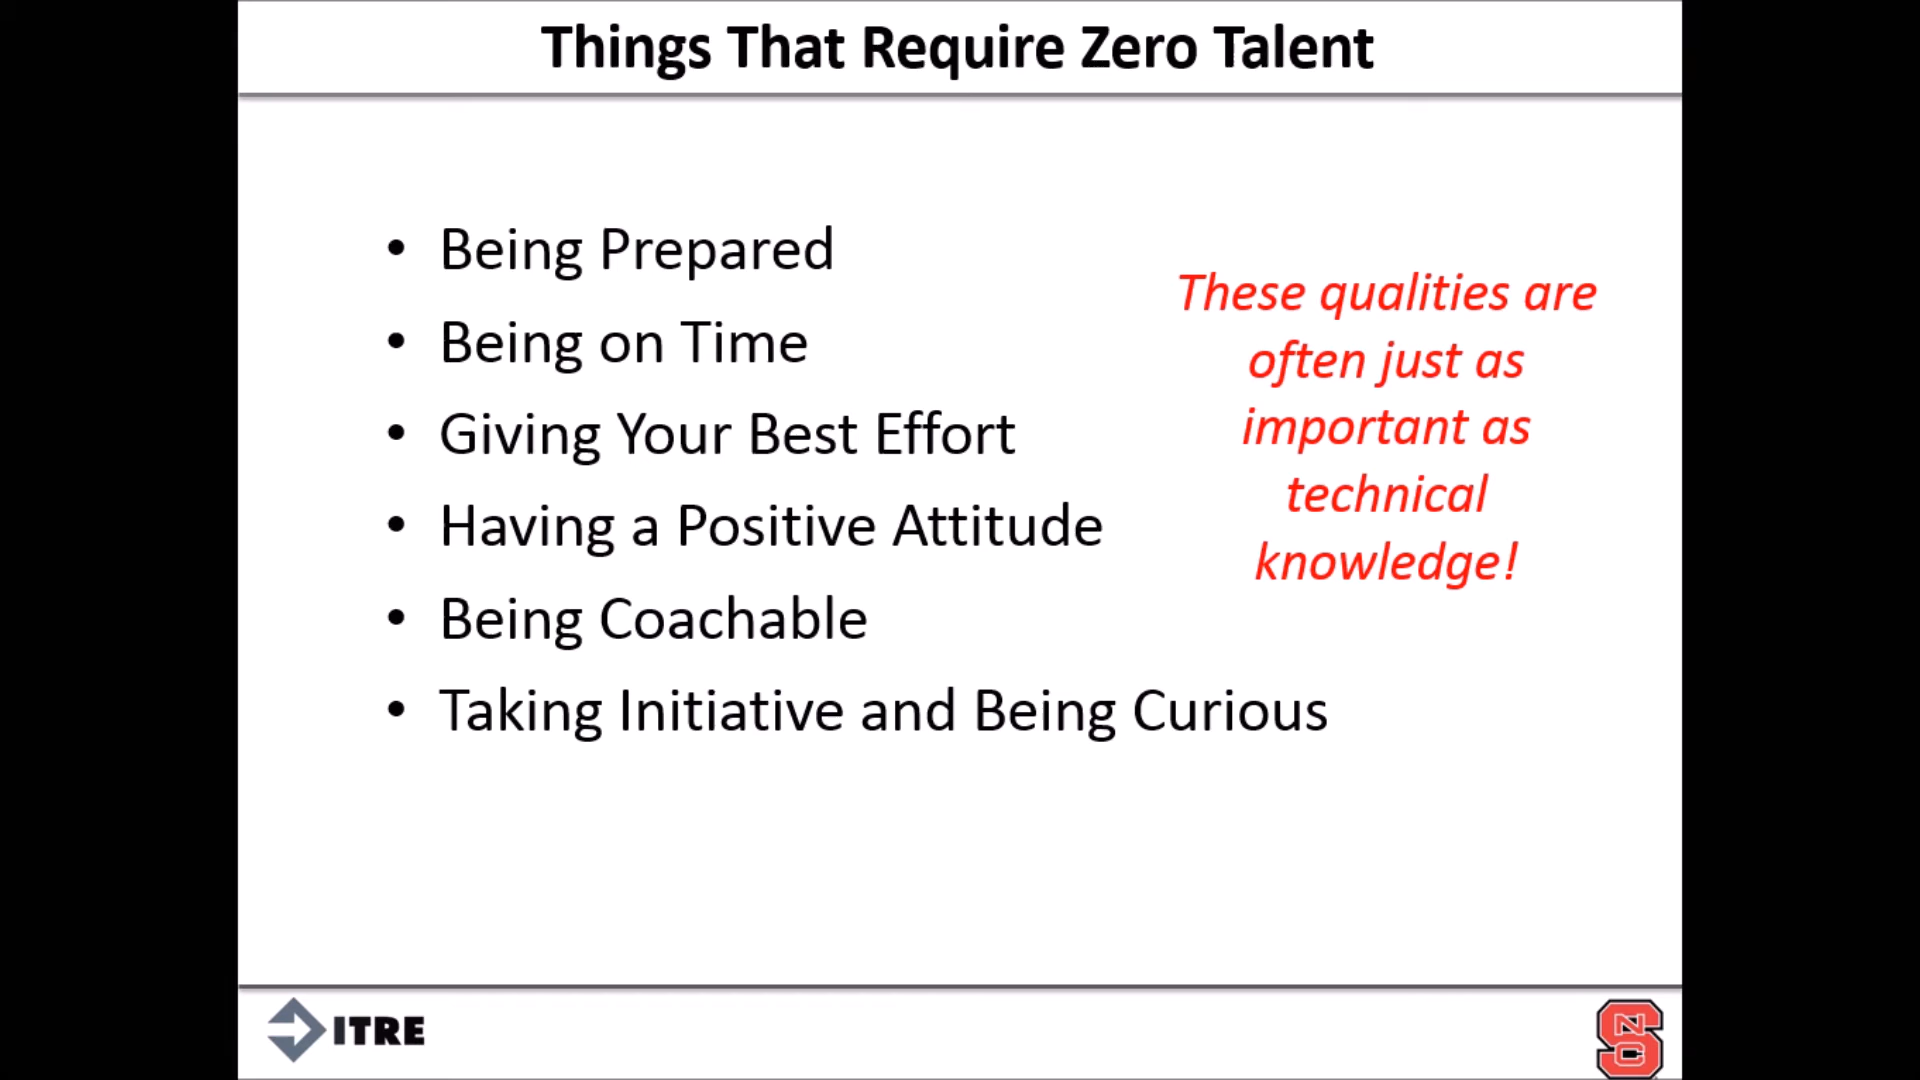 Things That Require Zero Talent
• Being Prepared
• Being on Time
• Giving Your Best Effort
• Having a Positive Attitude
• Being Coachable
• Taking Initiative and Being Curious
These qualities are
often just as
important as
technical
knowledge!
ITRE
NCS